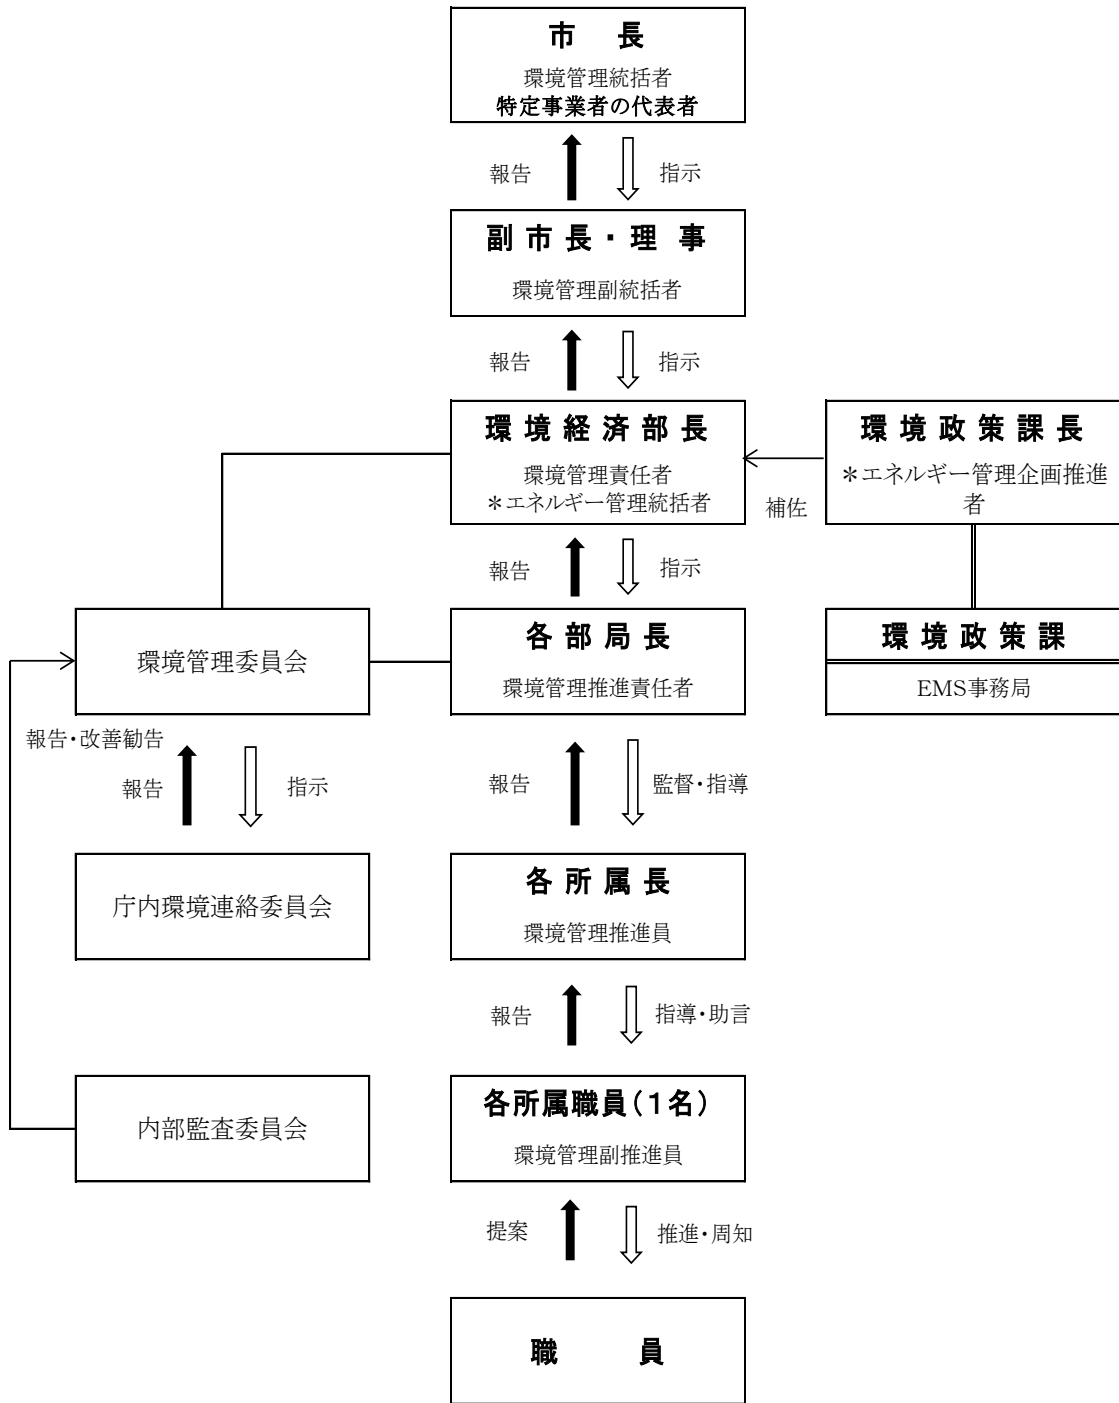 市　長
環境管理統括者
特定事業者の代表者
報告
指示
副市長・理事
環境管理副統括者
報告
指示
環境経済部長
環境管理責任者
＊エネルギー管理統括者
補佐
環境政策課長
＊エネルギー管理企画推進
者
報告
指示
環境管理委員会
各部局長
環境管理推進責任者
環境政策課
EMS事務局
報告・改善勧告
報告
指示
報告
監督・指導
庁内環境連絡委員会
各所属長
環境管理推進員
報告
指導・助言
内部監査委員会
各所属職員（１名）
環境管理副推進員
提案
推進・周知
職　員